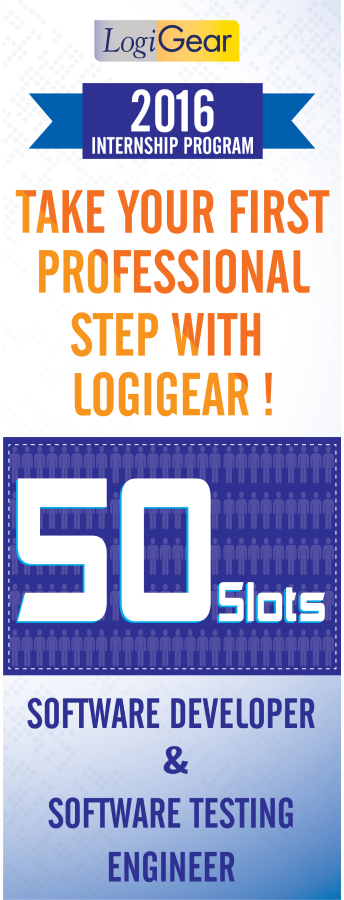 LogiGear
2016
INTERNSHIP PROGRAM
TAKE YOUR FIRST
PROFESSIONAL
STEP WITH
LOGIGEAR !
50 Slots
SOFTWARE DEVELOPER
&
SOFTWARE TESTING
ENGINEER